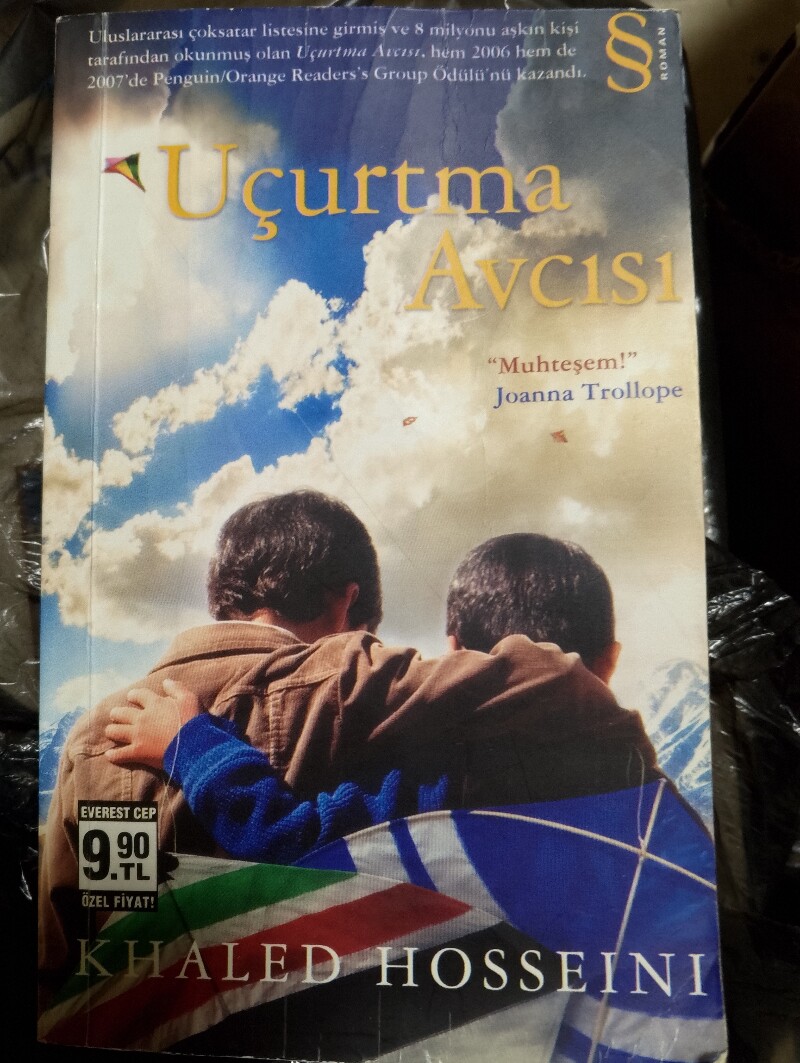 Uluslararası çoksatar listesine girmiş ve 8 milyonu aşkın kişi
tarafından okunmuş olan Uçurtma Avcısı, hem 2006 hem de
2007'de Penguin/Orange Readers's Group Ödülü'nü kazandı.
ROMAN
Uçurtma
Avcısı
“Muhteşem!”
Joanna Trollope
EVEREST CEP
9.90
TL
ÖZEL FİYAT!
KHALED HOSSEINI